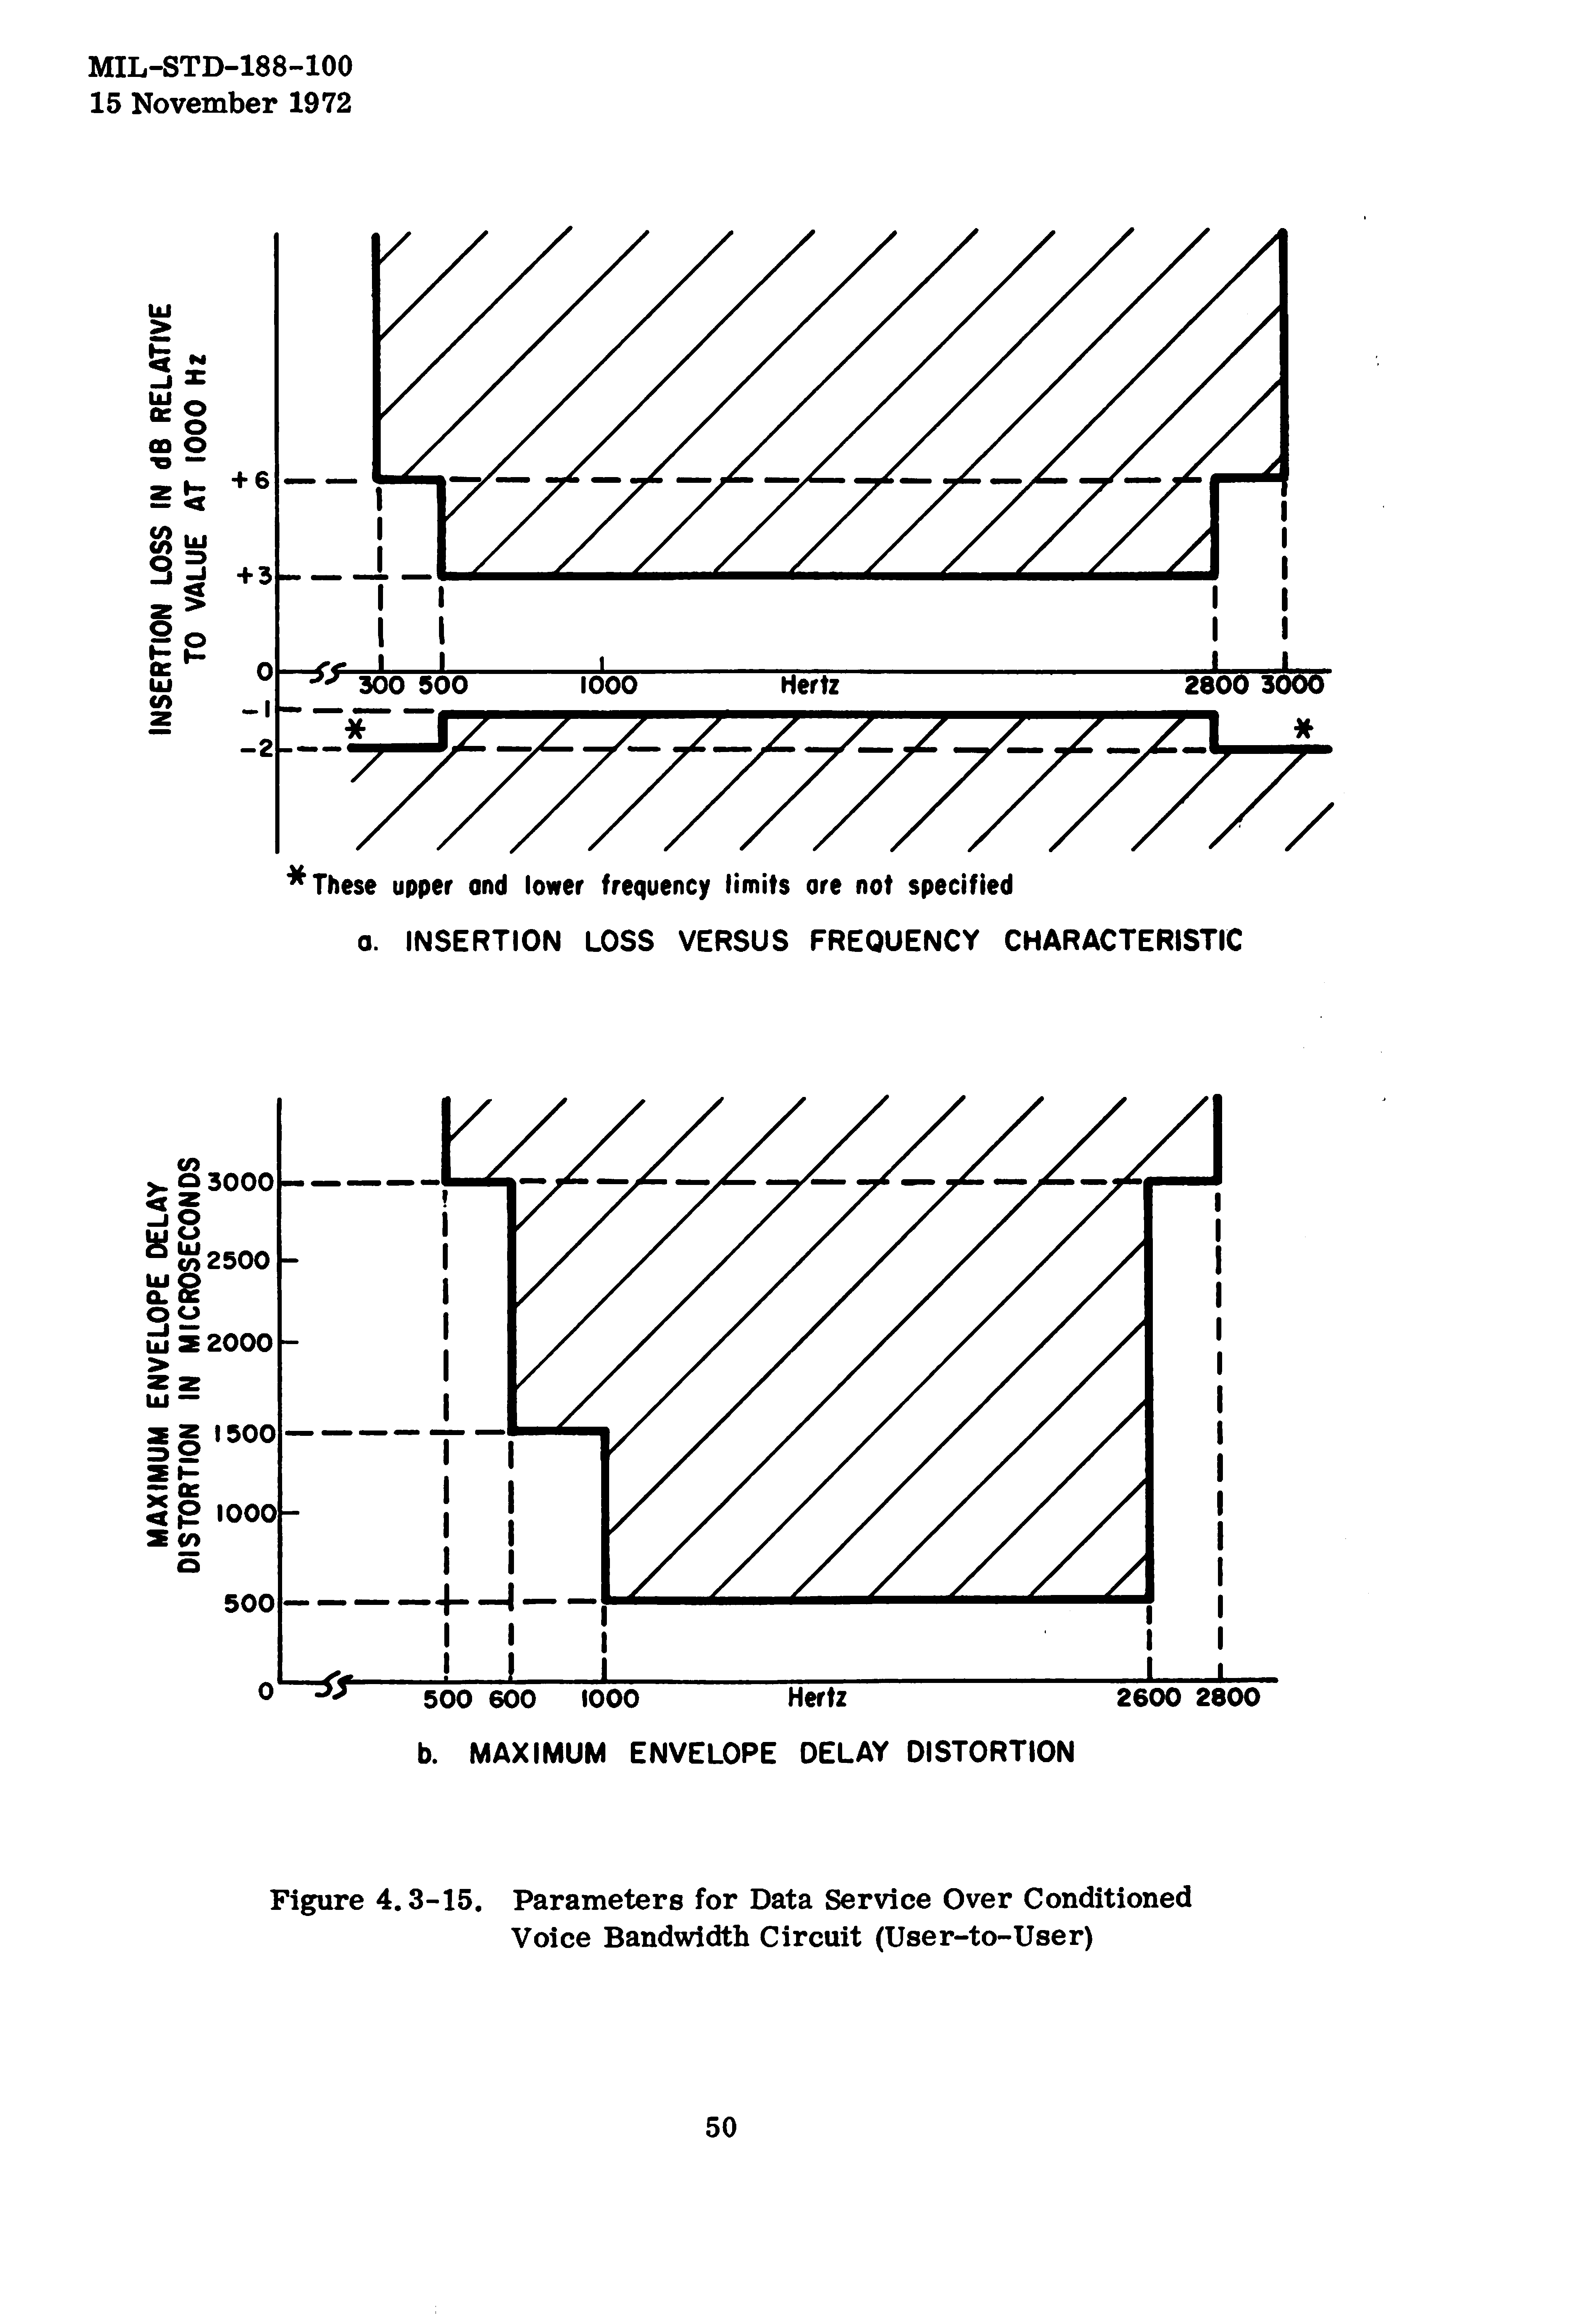 MIL-STD-188-100
15 November 1972
INSERTION LOSS IN dB RELATIVE
TO VALUE AT 1000 Hz
+6
+3
0
300 500 1000 Hertz 2800 3000
-1
* *
-2
*These upper and lower frequency limits are not specified
a. INSERTION LOSS VERSUS FREQUENCY CHARACTERISTIC
MAXIMUM ENVELOPE DELAY
DISTORTION IN MICROSECONDS
3000
2500
2000
1500
1000
500
0
500 600 1000 Hertz 2600 2800
b. MAXIMUM ENVELOPE DELAY DISTORTION
Figure 4.3-15. Parameters for Data Service Over Conditioned
Voice Bandwidth Circuit (User-to-User)
50